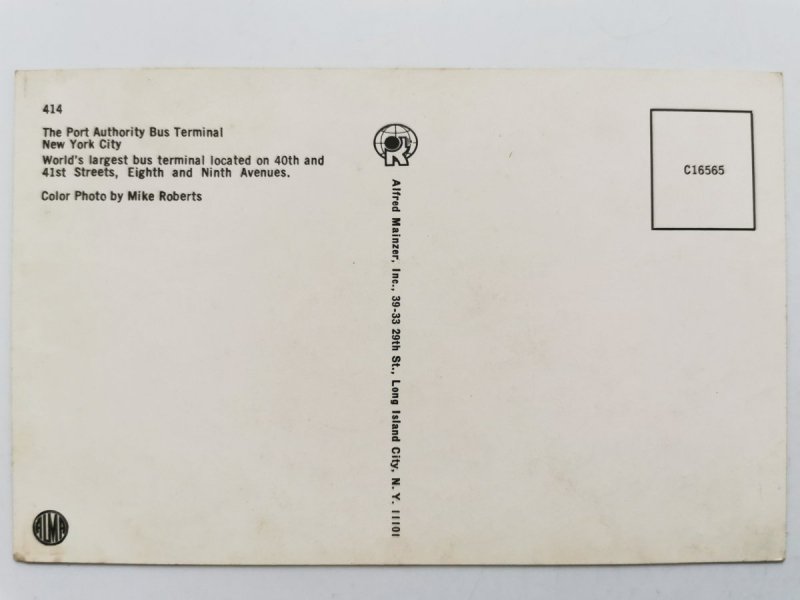 414
The Port Authority Bus Terminal
New York City
World's largest bus terminal located on 40th and
41st Streets, Eighth and Ninth Avenues.
Color Photo by Mike Roberts
Alfred Mainzer, Inc., 39-33 29th St., Long Island City, N. Y. 11101
C16565
ALMA